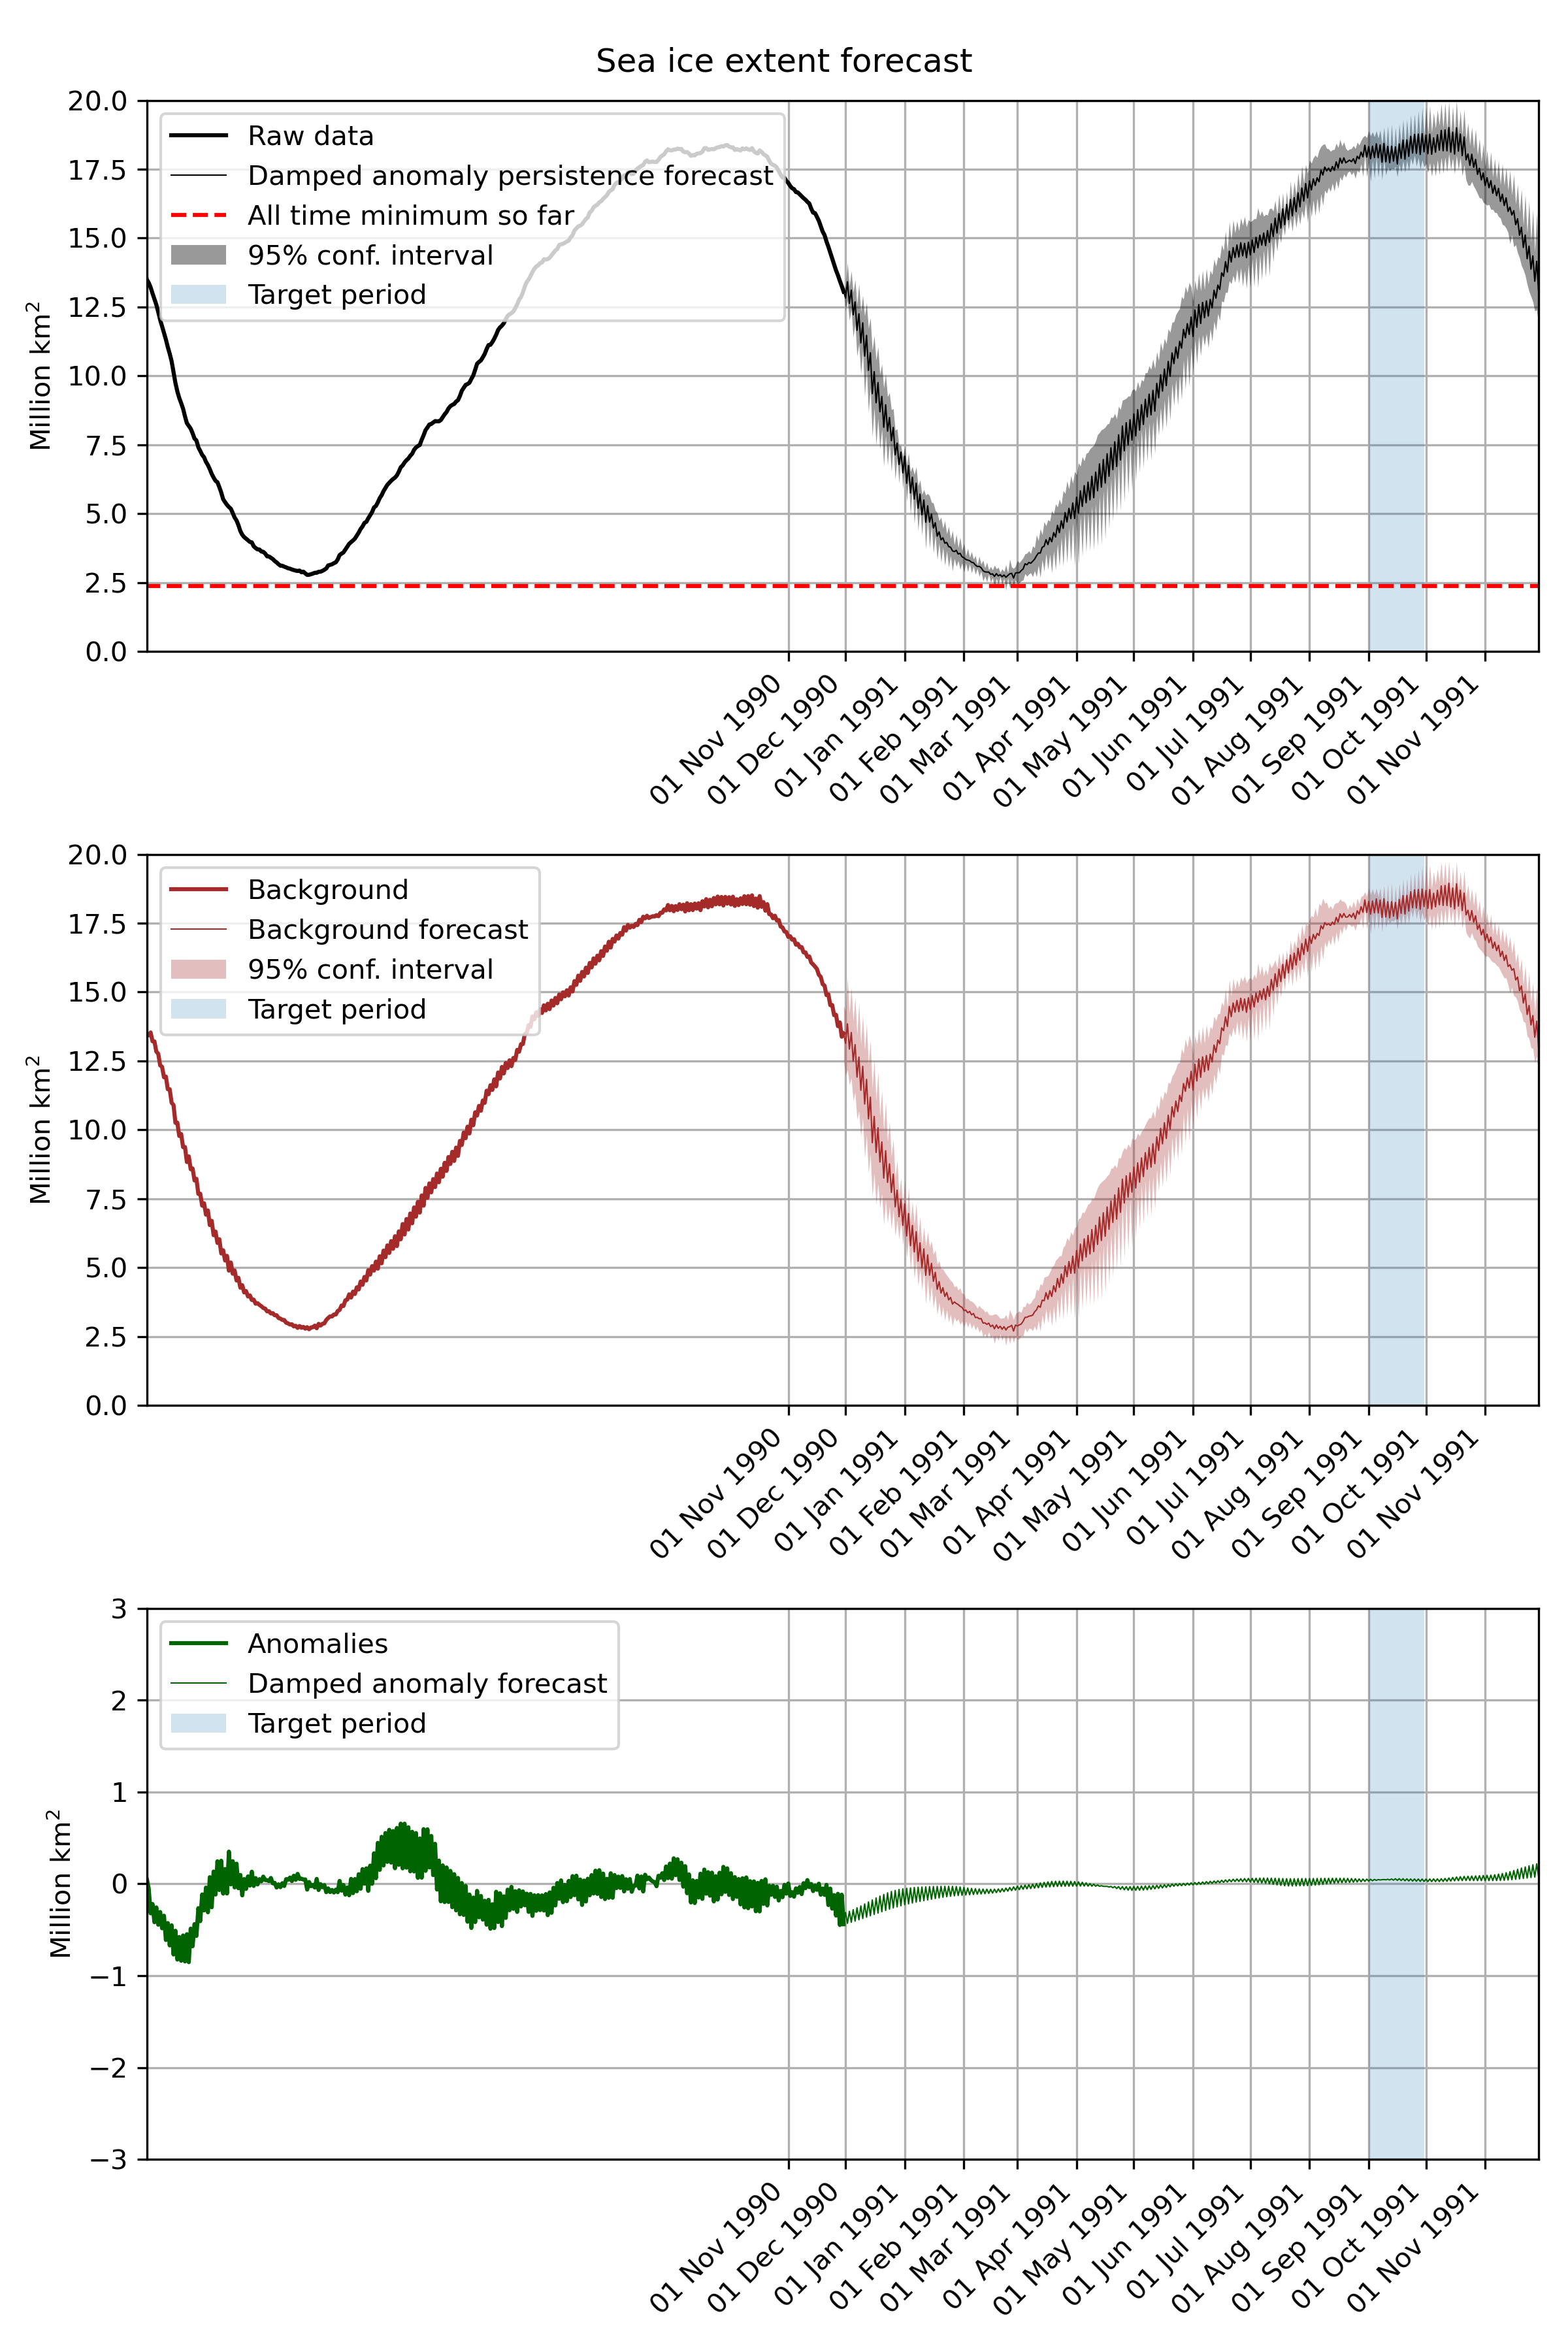 Sea ice extent forecast
20.0
17.5
15.0
12.5
10.0
7.5
5.0
2.5
0.0
Million km²
Raw data
Damped anomaly persistence forecast
All time minimum so far
95% conf. interval
Target period
01 Nov 1990
01 Dec 1990
01 Jan 1991
01 Feb 1991
01 Mar 1991
01 Apr 1991
01 May 1991
01 Jun 1991
01 Jul 1991
01 Aug 1991
01 Sep 1991
01 Oct 1991
01 Nov 1991
20.0
17.5
15.0
12.5
10.0
7.5
5.0
2.5
0.0
Million km²
Background
Background forecast
95% conf. interval
Target period
01 Nov 1990
01 Dec 1990
01 Jan 1991
01 Feb 1991
01 Mar 1991
01 Apr 1991
01 May 1991
01 Jun 1991
01 Jul 1991
01 Aug 1991
01 Sep 1991
01 Oct 1991
01 Nov 1991
3
2
1
0
−1
−2
−3
Million km²
Anomalies
Damped anomaly forecast
Target period
01 Nov 1990
01 Dec 1990
01 Jan 1991
01 Feb 1991
01 Mar 1991
01 Apr 1991
01 May 1991
01 Jun 1991
01 Jul 1991
01 Aug 1991
01 Sep 1991
01 Oct 1991
01 Nov 1991